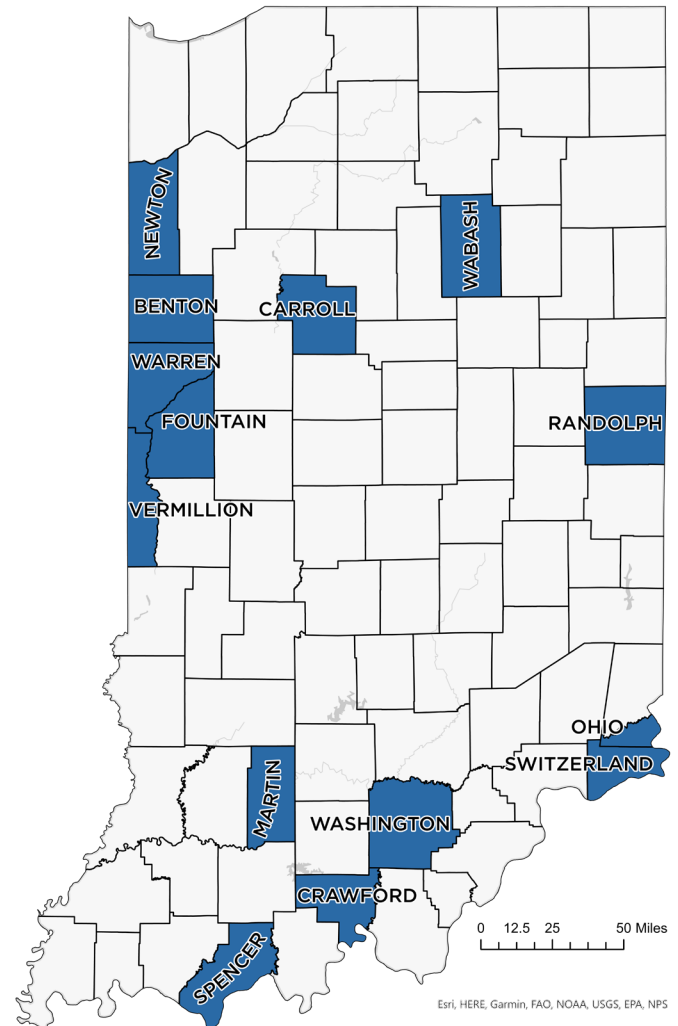 NEWTON
WABASH
BENTON
CARROLL
WARREN
FOUNTAIN
RANDOLPH
VERMILLION
OHIO
SWITZERLAND
MARTIN
WASHINGTON
CRAWFORD
SPENCER
0 12.5 25 50 Miles
Esri, HERE, Garmin, FAO, NOAA, USGS, EPA, NPS